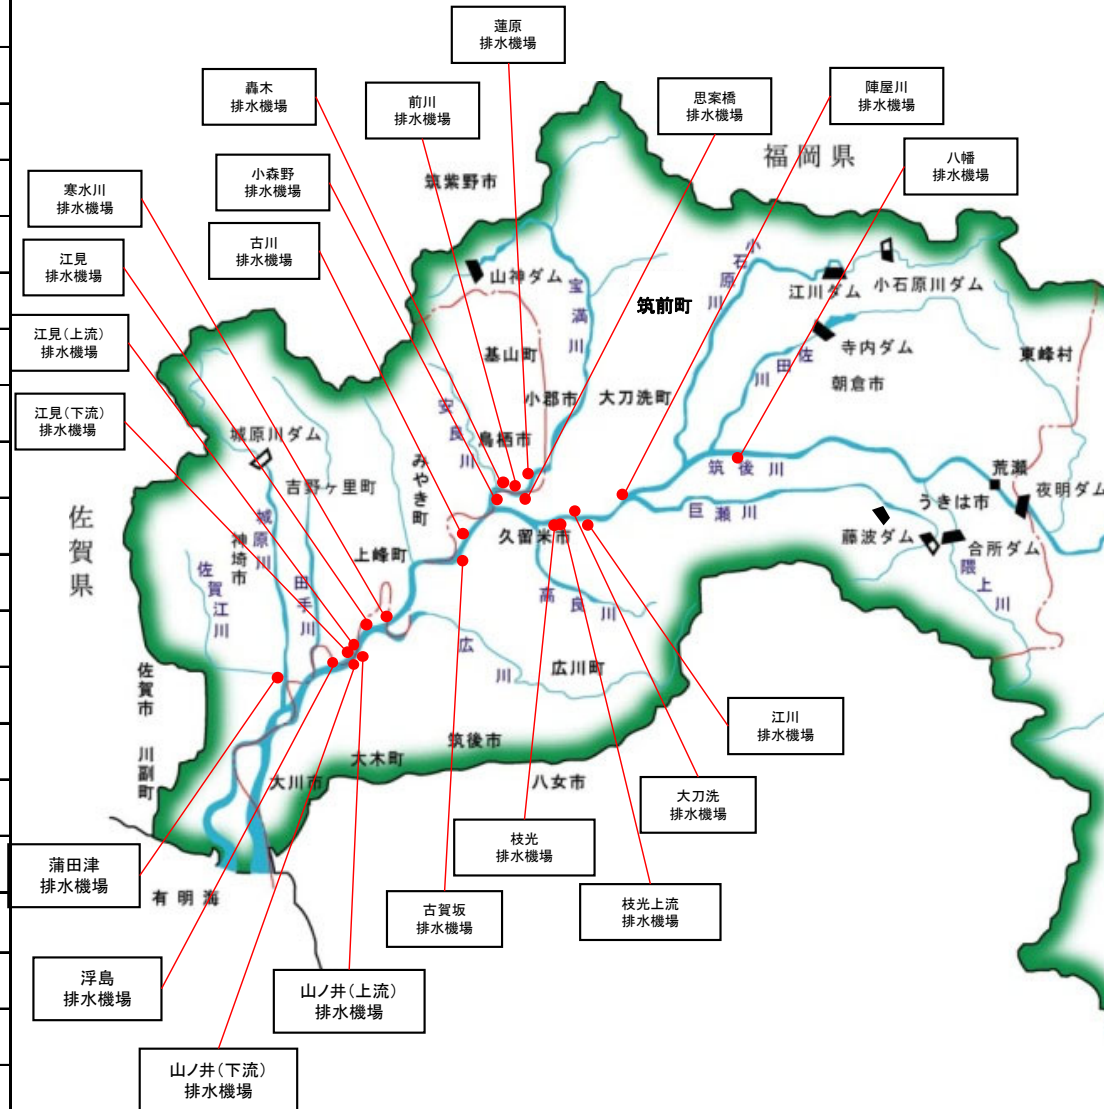 蓮原
排水機場
轟木
排水機場
前川
排水機場
思案橋
排水機場
陣屋川
排水機場
八幡
排水機場
小森野
排水機場
寒水川
排水機場
古川
排水機場
江見
排水機場
江見(上流)
排水機場
江見(下流)
排水機場
福岡県
筑紫野市
山神ダム
宝満川
筑前町
小石原川
江川ダム
小石原川ダム
寺内ダム
佐田川
朝倉市
東峰村
基山町
小郡市
大刀洗町
安良川
鳥栖市
城原川ダム
吉野ヶ里町
みやき町
筑後川
荒瀬
夜明ダム
うきは市
巨瀬川
藤波ダム
合所ダム
隈上川
佐賀県
城原川
神埼市
佐賀江川
田手川
上峰町
久留米市
高良川
広川
広川町
佐賀市 川副町
筑後市
大木町
大川市
八女市
有明海
江川
排水機場
大刀洗
排水機場
枝光
排水機場
枝光上流
排水機場
古賀坂
排水機場
蒲田津
排水機場
浮島
排水機場
山ノ井(上流)
排水機場
山ノ井(下流)
排水機場